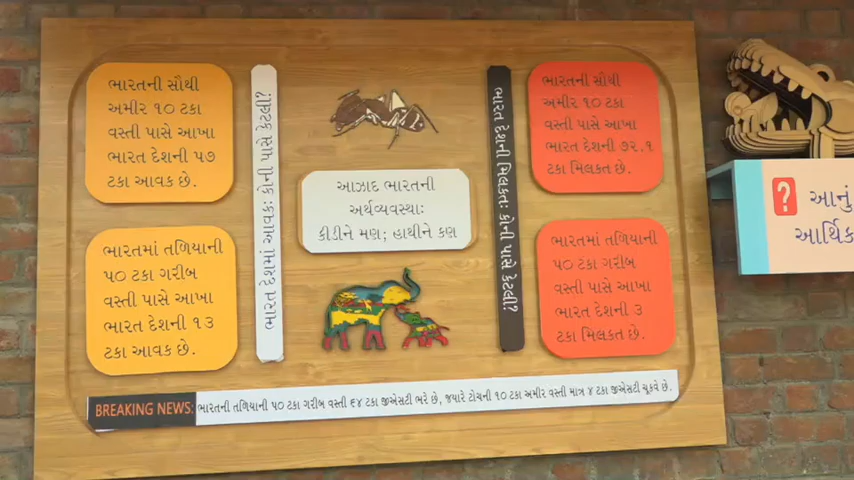 ભારતની સૌથી
અમીર ૧૦ ટકા
વસ્તી પાસે આખા
ભારત દેશની ૫૭
ટકા આવક છે.
ભારતમાં તળિયાની
૫૦ ટકા ગરીબ
વસ્તી પાસે આખા
ભારત દેશની ૧૩
ટકા આવક છે.
ભારત દેશમાં આવક: કોની પાસે કેટલી?
આઝાદ ભારતની
અર્થવ્યવસ્થા:
કીડીને મણ; હાથીને કણ
ભારત દેશની મિલકત: કોની પાસે કેટલી?
ભારતની સૌથી
અમીર ૧૦ ટકા
વસ્તી પાસે આખા
ભારત દેશની ૭૨.૧
ટકા મિલકત છે.
ભારતમાં તળિયાની
૫૦ ટકા ગરીબ
વસ્તી પાસે આખા
ભારત દેશની ૩
ટકા મિલકત છે.
BREAKING NEWS: ભારતની તળિયાની ૫૦ ટકા ગરીબ વસ્તી ૬૪ ટકા જીએસટી ભરે છે, જયારે ટોચની ૧૦ ટકા અમીર વસ્તી માત્ર ૪ ટકા જીએસટી ચૂકવે છે.
? આનું
આર્થિક